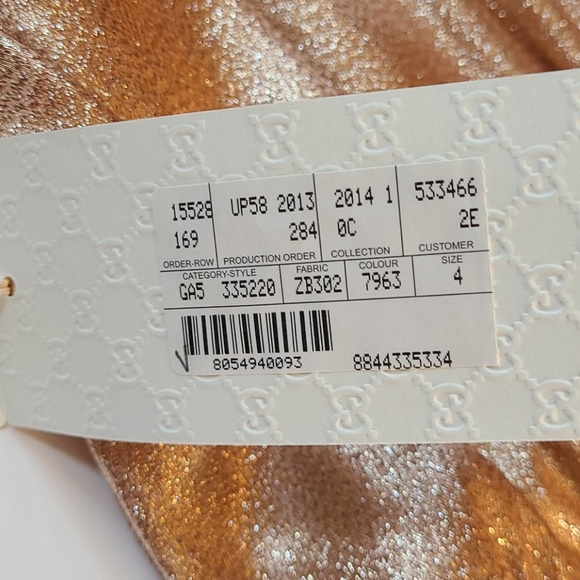 15528 UP58 2013 2014 1 533466
169 284 0C 2E
ORDER-ROW PRODUCTION ORDER COLLECTION CUSTOMER
CATEGORY-STYLE FABRIC COLOUR SIZE
GA5 335220 ZB302 7963 4
8054940093 8844335334